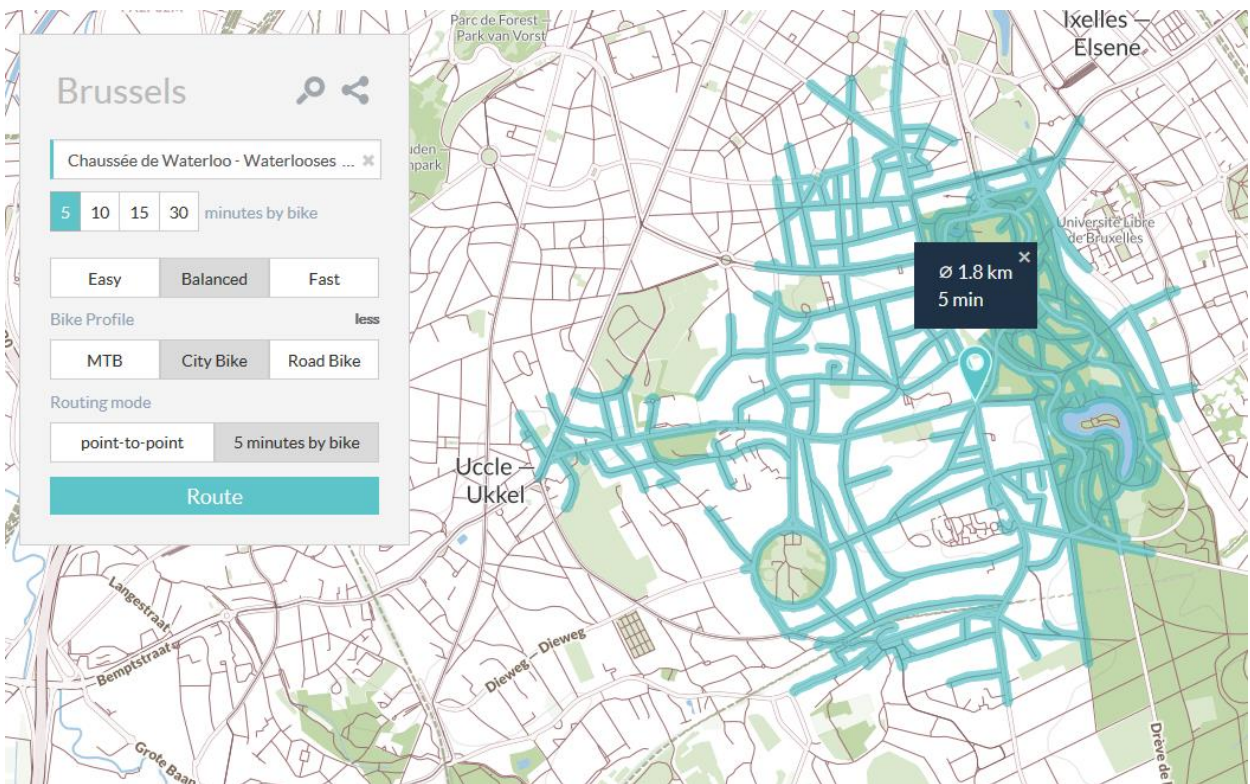 Brussels
Chaussée de Waterloo - Waterlooses ...
5 10 15 30 minutes by bike
Easy Balanced Fast
Bike Profile less
MTB City Bike Road Bike
Routing mode
point-to-point 5 minutes by bike
Route
Parc de Forest –
Park van Vorst
Ixelles –
Elsene
Université Libre
de Bruxelles
Ø 1.8 km
5 min
Uccle –
Ukkel
Langestraat
Bemptstraat
Dieweg – Dieweg
Grote Baan
Drève de